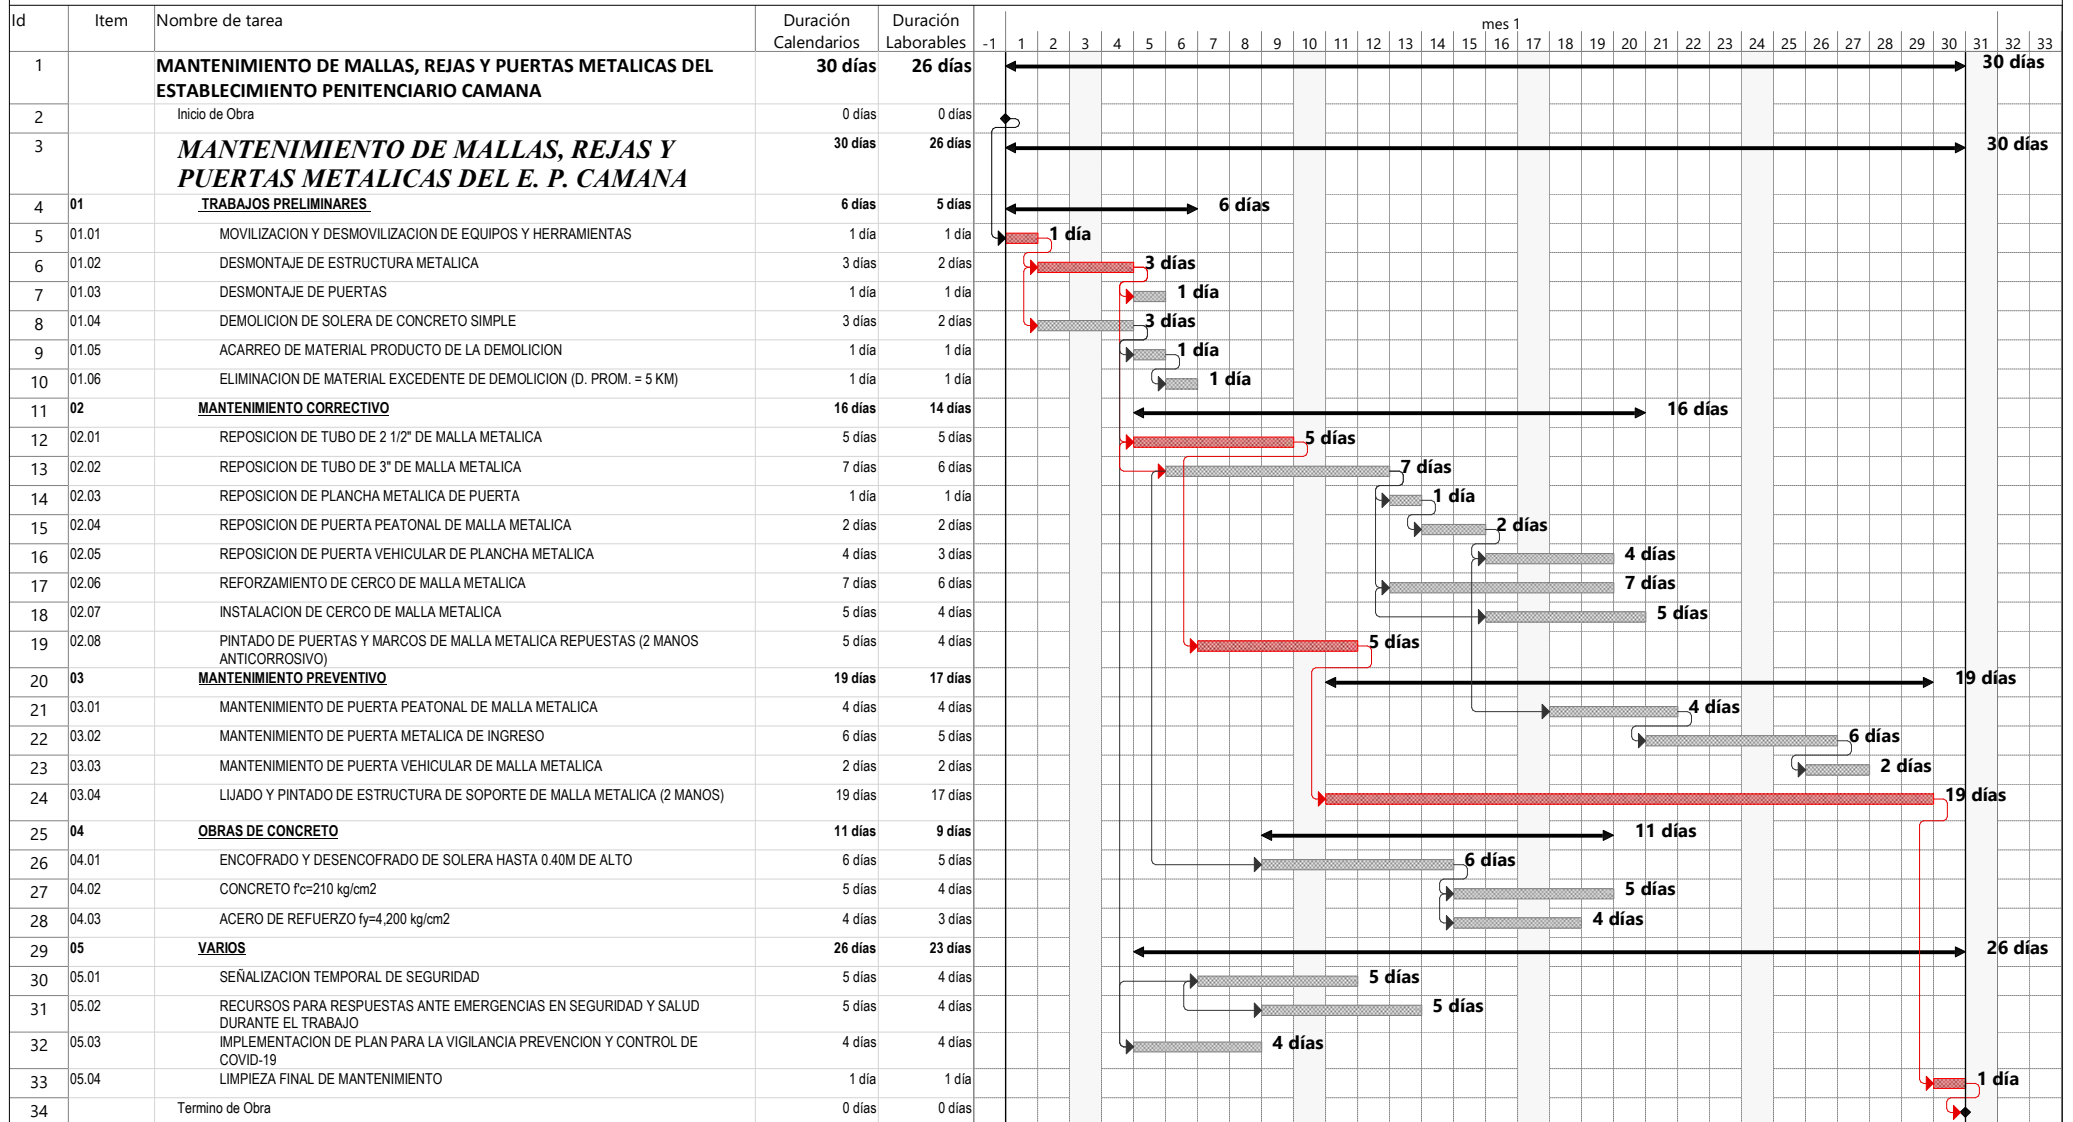 Id Item Nombre de tarea Duración Calendarios Duración Laborables mes 1
-1 1 2 3 4 5 6 7 8 9 10 11 12 13 14 15 16 17 18 19 20 21 22 23 24 25 26 27 28 29 30 31 32 33
1 MANTENIMIENTO DE MALLAS, REJAS Y PUERTAS METALICAS DEL 30 días 26 días 30 días
ESTABLECIMIENTO PENITENCIARIO CAMANA
2 Inicio de Obra 0 días 0 días
3 MANTENIMIENTO DE MALLAS, REJAS Y 30 días 26 días 30 días
PUERTAS METALICAS DEL E. P. CAMANA
4 01 TRABAJOS PRELIMINARES 6 días 5 días 6 días
5 01.01 MOVILIZACION Y DESMOVILIZACION DE EQUIPOS Y HERRAMIENTAS 1 día 1 día 1 día
6 01.02 DESMONTAJE DE ESTRUCTURA METALICA 3 días 2 días 3 días
7 01.03 DESMONTAJE DE PUERTAS 1 día 1 día 1 día
8 01.04 DEMOLICION DE SOLERA DE CONCRETO SIMPLE 3 días 2 días 3 días
9 01.05 ACARREO DE MATERIAL PRODUCTO DE LA DEMOLICION 1 día 1 día 1 día
10 01.06 ELIMINACION DE MATERIAL EXCEDENTE DE DEMOLICION (D. PROM. = 5 KM) 1 día 1 día 1 día
11 02 MANTENIMIENTO CORRECTIVO 16 días 14 días 16 días
12 02.01 REPOSICION DE TUBO DE 2 1/2" DE MALLA METALICA 5 días 5 días 5 días
13 02.02 REPOSICION DE TUBO DE 3" DE MALLA METALICA 7 días 6 días 7 días
14 02.03 REPOSICION DE PLANCHA METALICA DE PUERTA 1 día 1 día 1 día
15 02.04 REPOSICION DE PUERTA PEATONAL DE MALLA METALICA 2 días 2 días 2 días
16 02.05 REPOSICION DE PUERTA VEHICULAR DE PLANCHA METALICA 4 días 3 días 4 días
17 02.06 REFORZAMIENTO DE CERCO DE MALLA METALICA 7 días 6 días 7 días
18 02.07 INSTALACION DE CERCO DE MALLA METALICA 5 días 4 días 5 días
19 02.08 PINTADO DE PUERTAS Y MARCOS DE MALLA METALICA REPUESTAS (2 MANOS 5 días 4 días 5 días
ANTICORROSIVO)
20 03 MANTENIMIENTO PREVENTIVO 19 días 17 días 19 días
21 03.01 MANTENIMIENTO DE PUERTA PEATONAL DE MALLA METALICA 4 días 4 días 4 días
22 03.02 MANTENIMIENTO DE PUERTA METALICA DE INGRESO 6 días 5 días 6 días
23 03.03 MANTENIMIENTO DE PUERTA VEHICULAR DE MALLA METALICA 2 días 2 días 2 días
24 03.04 LIJADO Y PINTADO DE ESTRUCTURA DE SOPORTE DE MALLA METALICA (2 MANOS) 19 días 17 días 19 días
25 04 OBRAS DE CONCRETO 11 días 9 días 11 días
26 04.01 ENCOFRADO Y DESENCOFRADO DE SOLERA HASTA 0.40M DE ALTO 6 días 5 días 6 días
27 04.02 CONCRETO f'c=210 kg/cm2 5 días 4 días 5 días
28 04.03 ACERO DE REFUERZO fy=4,200 kg/cm2 4 días 3 días 4 días
29 05 VARIOS 26 días 23 días 26 días
30 05.01 SEÑALIZACION TEMPORAL DE SEGURIDAD 5 días 4 días 5 días
31 05.02 RECURSOS PARA RESPUESTAS ANTE EMERGENCIAS EN SEGURIDAD Y SALUD 5 días 4 días 5 días
DURANTE EL TRABAJO
32 05.03 IMPLEMENTACION DE PLAN PARA LA VIGILANCIA PREVENCION Y CONTROL DE 4 días 4 días 4 días
COVID-19
33 05.04 LIMPIEZA FINAL DE MANTENIMIENTO 1 día 1 día 1 día
34 Termino de Obra 0 días 0 días